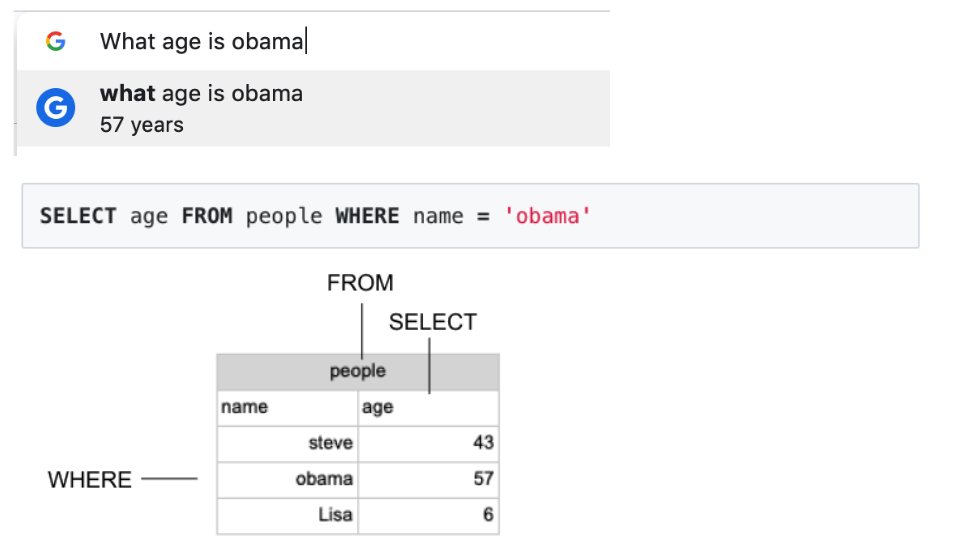 What age is obama
what age is obama
57 years
SELECT age FROM people WHERE name = 'obama'
FROM
SELECT
people
name age
steve 43
WHERE obama 57
Lisa 6